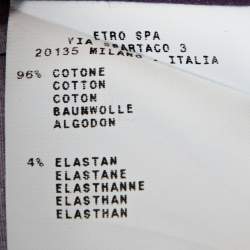 ETRO SPA
VIA SPARTACO 3
20135 MILANO - ITALIA
96% COTONE
COTTON
COTON
BAUMWOLLE
ALGODON
4% ELASTAN
ELASTANE
ELASTHANNE
ELASTHAN
ELASTHAN